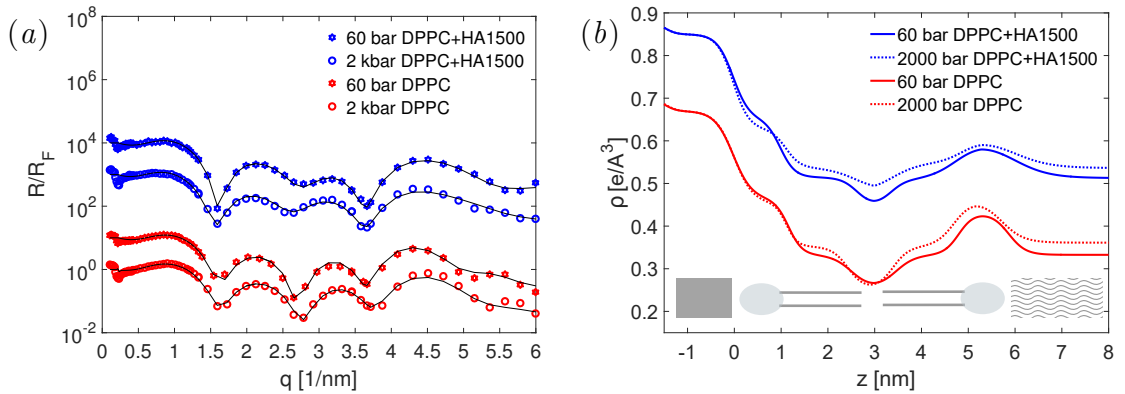 (a)
10^8
10^6
10^4
10^2
10^0
10^-2
R/R_F
0 0.5 1 1.5 2 2.5 3 3.5 4 4.5 5 5.5 6
q [1/nm]
60 bar DPPC+HA1500
2 kbar DPPC+HA1500
60 bar DPPC
2 kbar DPPC
(b)
0.9
0.8
0.7
0.6
0.5
0.4
0.3
0.2
ρ [e/A^3]
-1 0 1 2 3 4 5 6 7 8
z [nm]
60 bar DPPC+HA1500
2000 bar DPPC+HA1500
60 bar DPPC
2000 bar DPPC